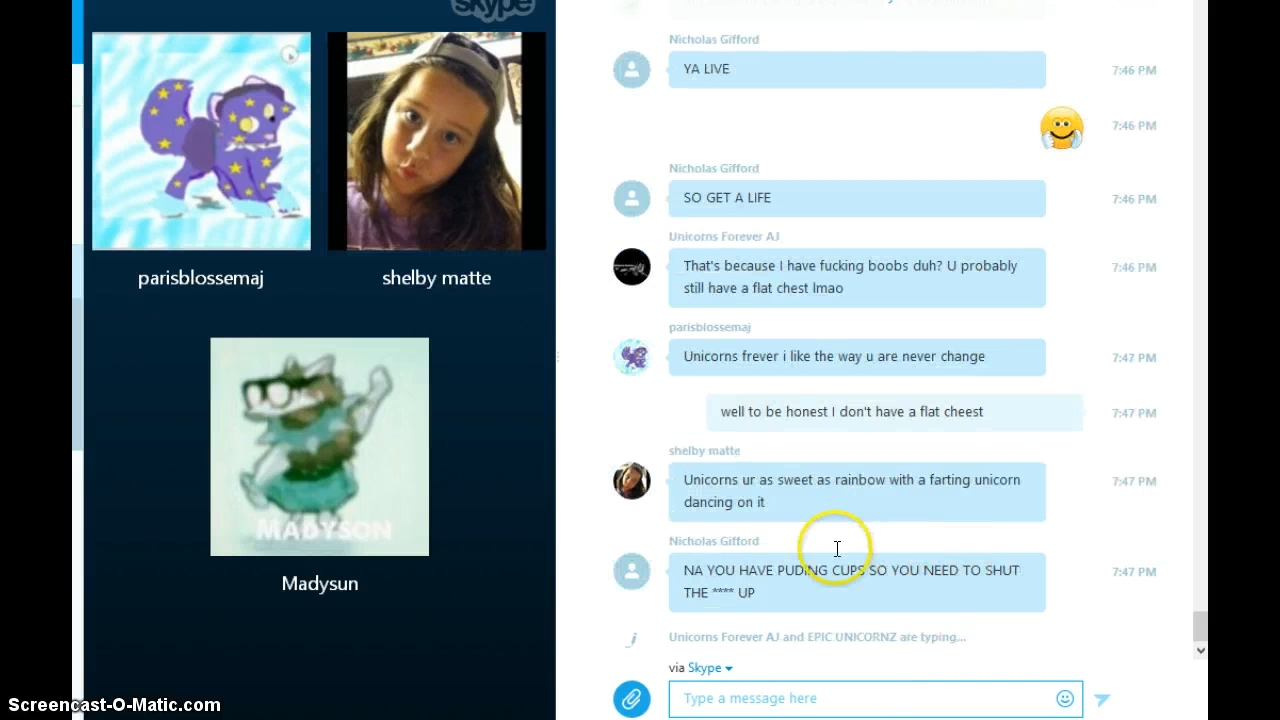 skype
Nicholas Gifford
YA LIVE
7:46 PM
7:46 PM
Nicholas Gifford
SO GET A LIFE
7:46 PM
Unicorns Forever AJ
That's because I have fucking boobs duh? U probably
still have a flat chest lmao
7:46 PM
parisblossemaj
Unicorns frever i like the way u are never change
7:47 PM
well to be honest I don't have a flat cheest
7:47 PM
shelby matte
Unicorns ur as sweet as rainbow with a farting unicorn
dancing on it
7:47 PM
Nicholas Gifford
NA YOU HAVE PUDING CUPS SO YOU NEED TO SHUT
THE **** UP
7:47 PM
Unicorns Forever AJ and EPIC UNICORNZ are typing...
via Skype
Type a message here
parisblossemaj
shelby matte
MADYSON
Madysun
Screencast-O-Matic.com